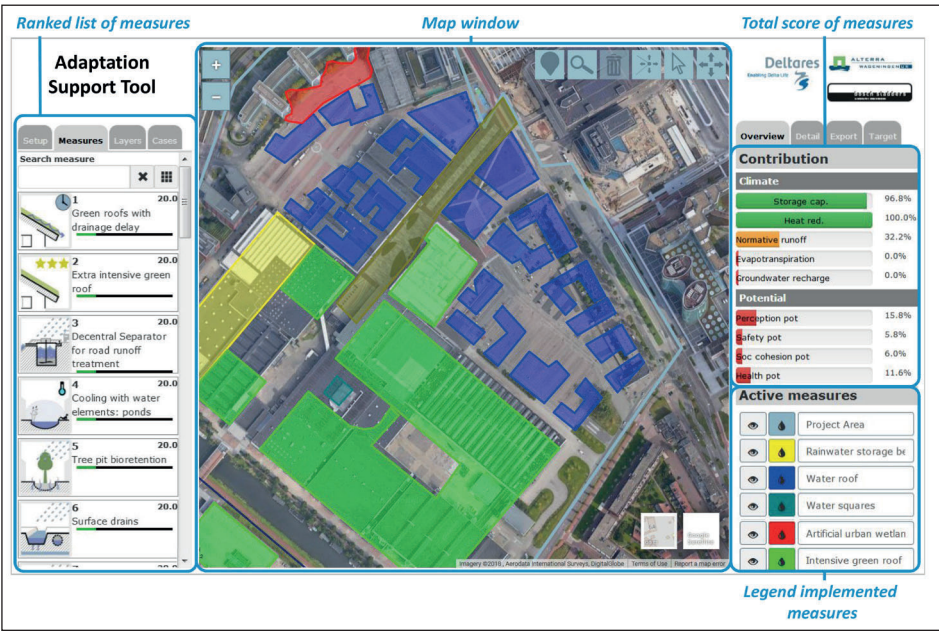 Ranked list of measures
Map window
Total score of measures
Adaptation
Support Tool
Setup
Measures
Layers
Cases
Search measure
1
20.0
Green roofs with
drainage delay
2
20.0
Extra intensive green
roof
3
20.0
Decentral Separator
for road runoff
treatment
4
20.0
Cooling with water
elements: ponds
5
20.0
Tree pit bioretention
6
20.0
Surface drains
+
−
Imagery ©2016, Aerodata International Surveys, DigitalGlobe
Terms of Use
Report a map error
Deltares
Enabling Delta Life
ALTERRA
WAGENINGEN UR
Overview
Detail
Export
Target
Contribution
Climate
Storage cap.
96.8%
Heat red.
100.0%
Normative runoff
32.2%
Evapotranspiration
0.0%
Groundwater recharge
0.0%
Potential
Perception pot
15.8%
Safety pot
5.8%
Soc cohesion pot
6.0%
Health pot
11.6%
Active measures
Project Area
Rainwater storage be
Water roof
Water squares
Artificial urban wetlan
Intensive green roof
Legend implemented
measures